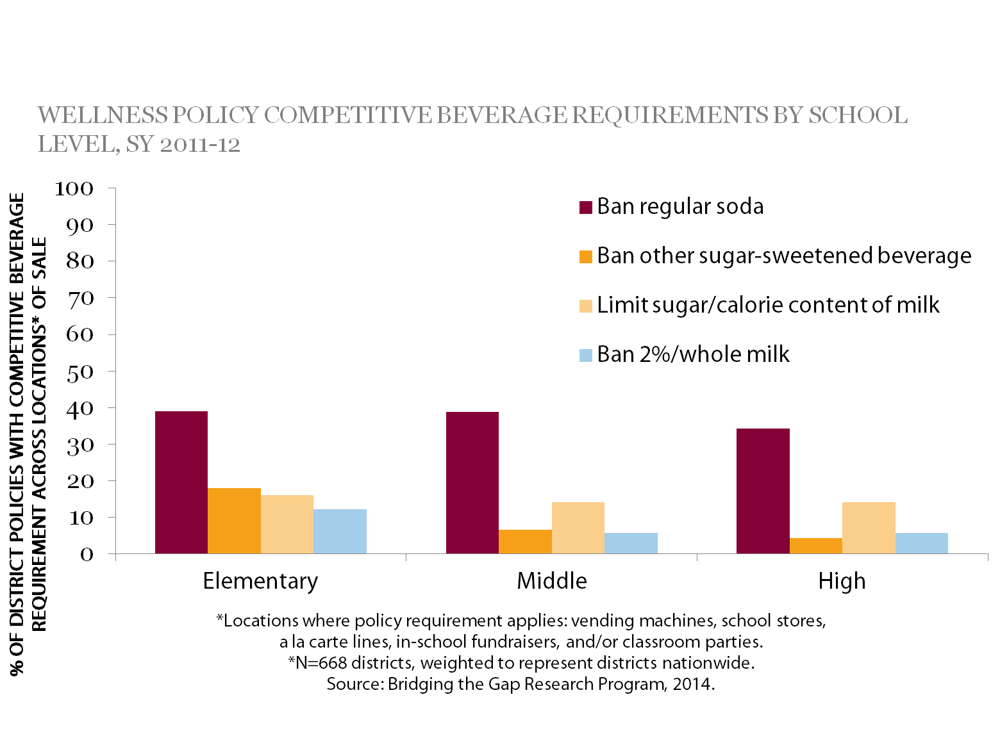 WELLNESS POLICY COMPETITIVE BEVERAGE REQUIREMENTS BY SCHOOL
LEVEL, SY 2011-12
% OF DISTRICT POLICIES WITH COMPETITIVE BEVERAGE
REQUIREMENT ACROSS LOCATIONS* OF SALE
100
90
80
70
60
50
40
30
20
10
0
Ban regular soda
Ban other sugar-sweetened beverage
Limit sugar/calorie content of milk
Ban 2%/whole milk
Elementary
Middle
High
*Locations where policy requirement applies: vending machines, school stores,
a la carte lines, in-school fundraisers, and/or classroom parties.
*N=668 districts, weighted to represent districts nationwide.
Source: Bridging the Gap Research Program, 2014.